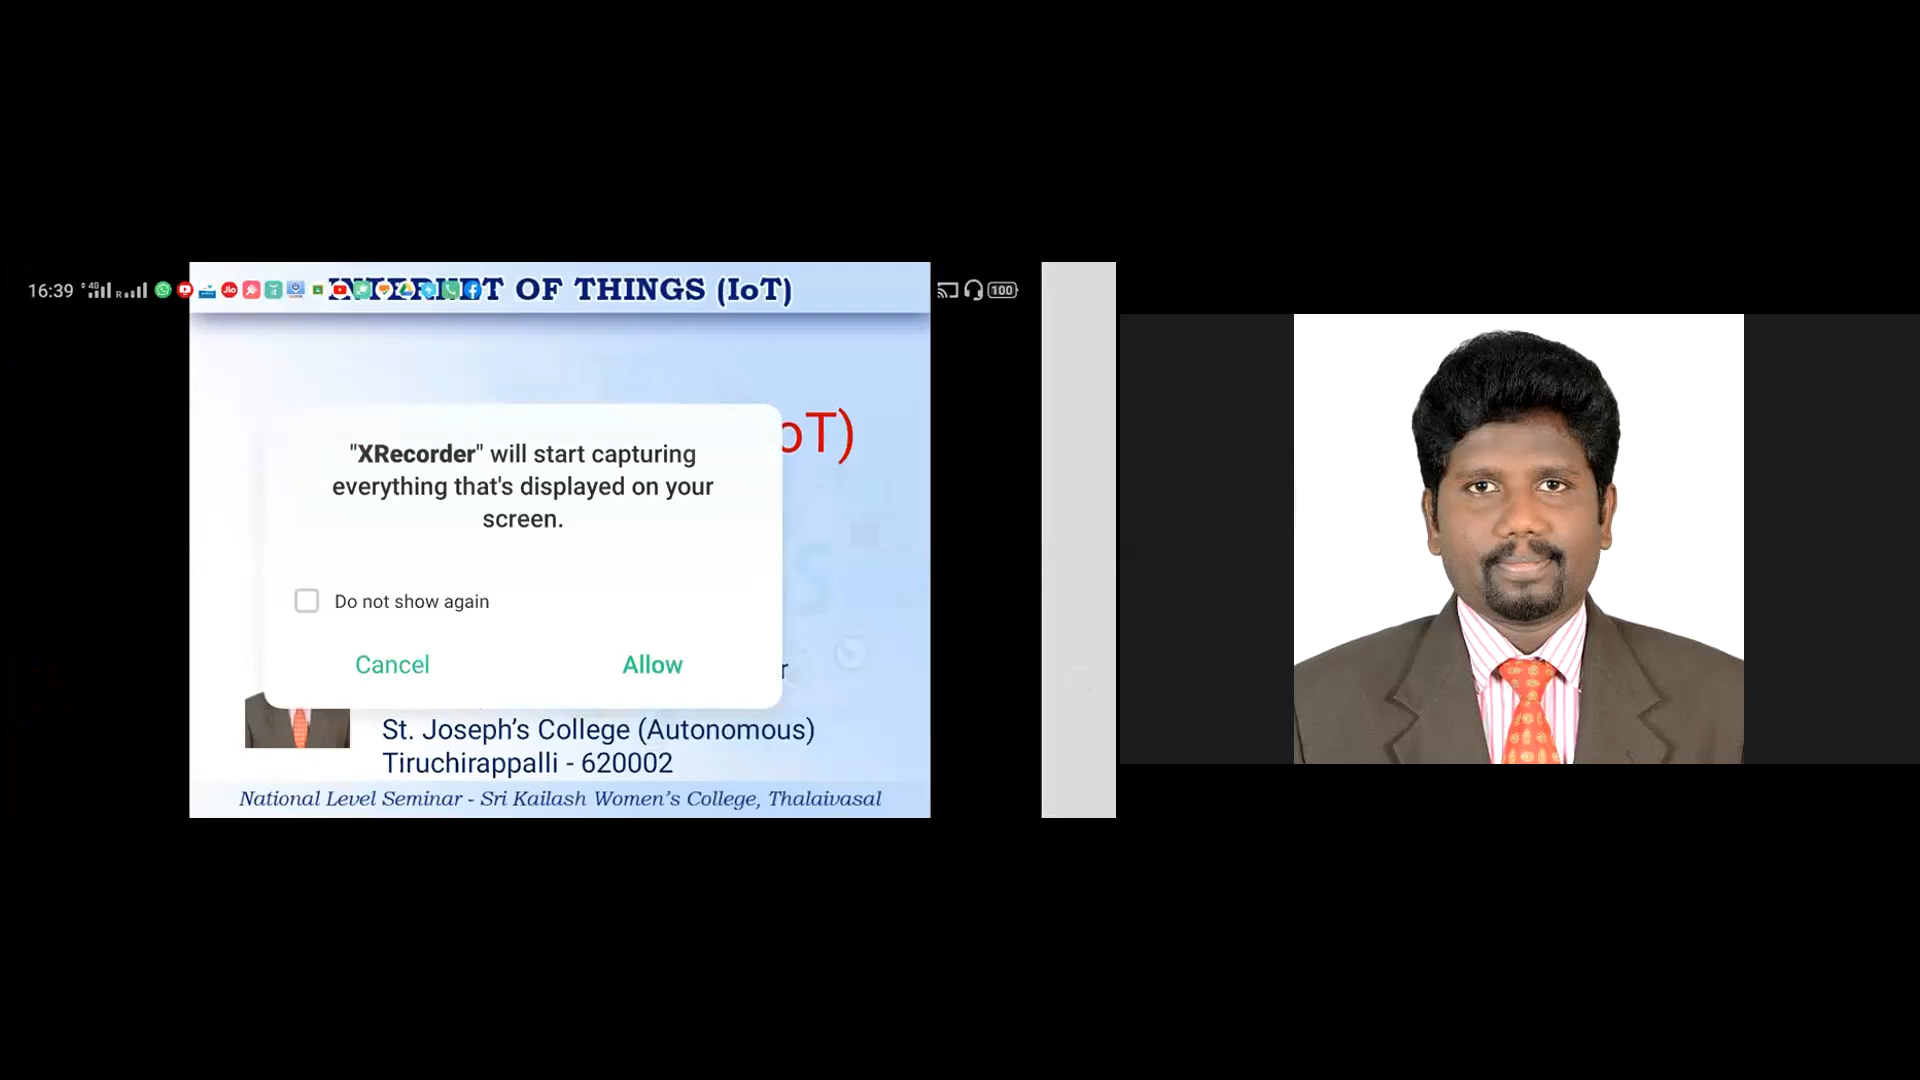 16:39
INTERNET OF THINGS (IoT)
100
oT)
"XRecorder" will start capturing
everything that's displayed on your
screen.
Do not show again
Cancel
Allow
r
St. Joseph's College (Autonomous)
Tiruchirappalli - 620002
National Level Seminar - Sri Kailash Women's College, Thalaivasal